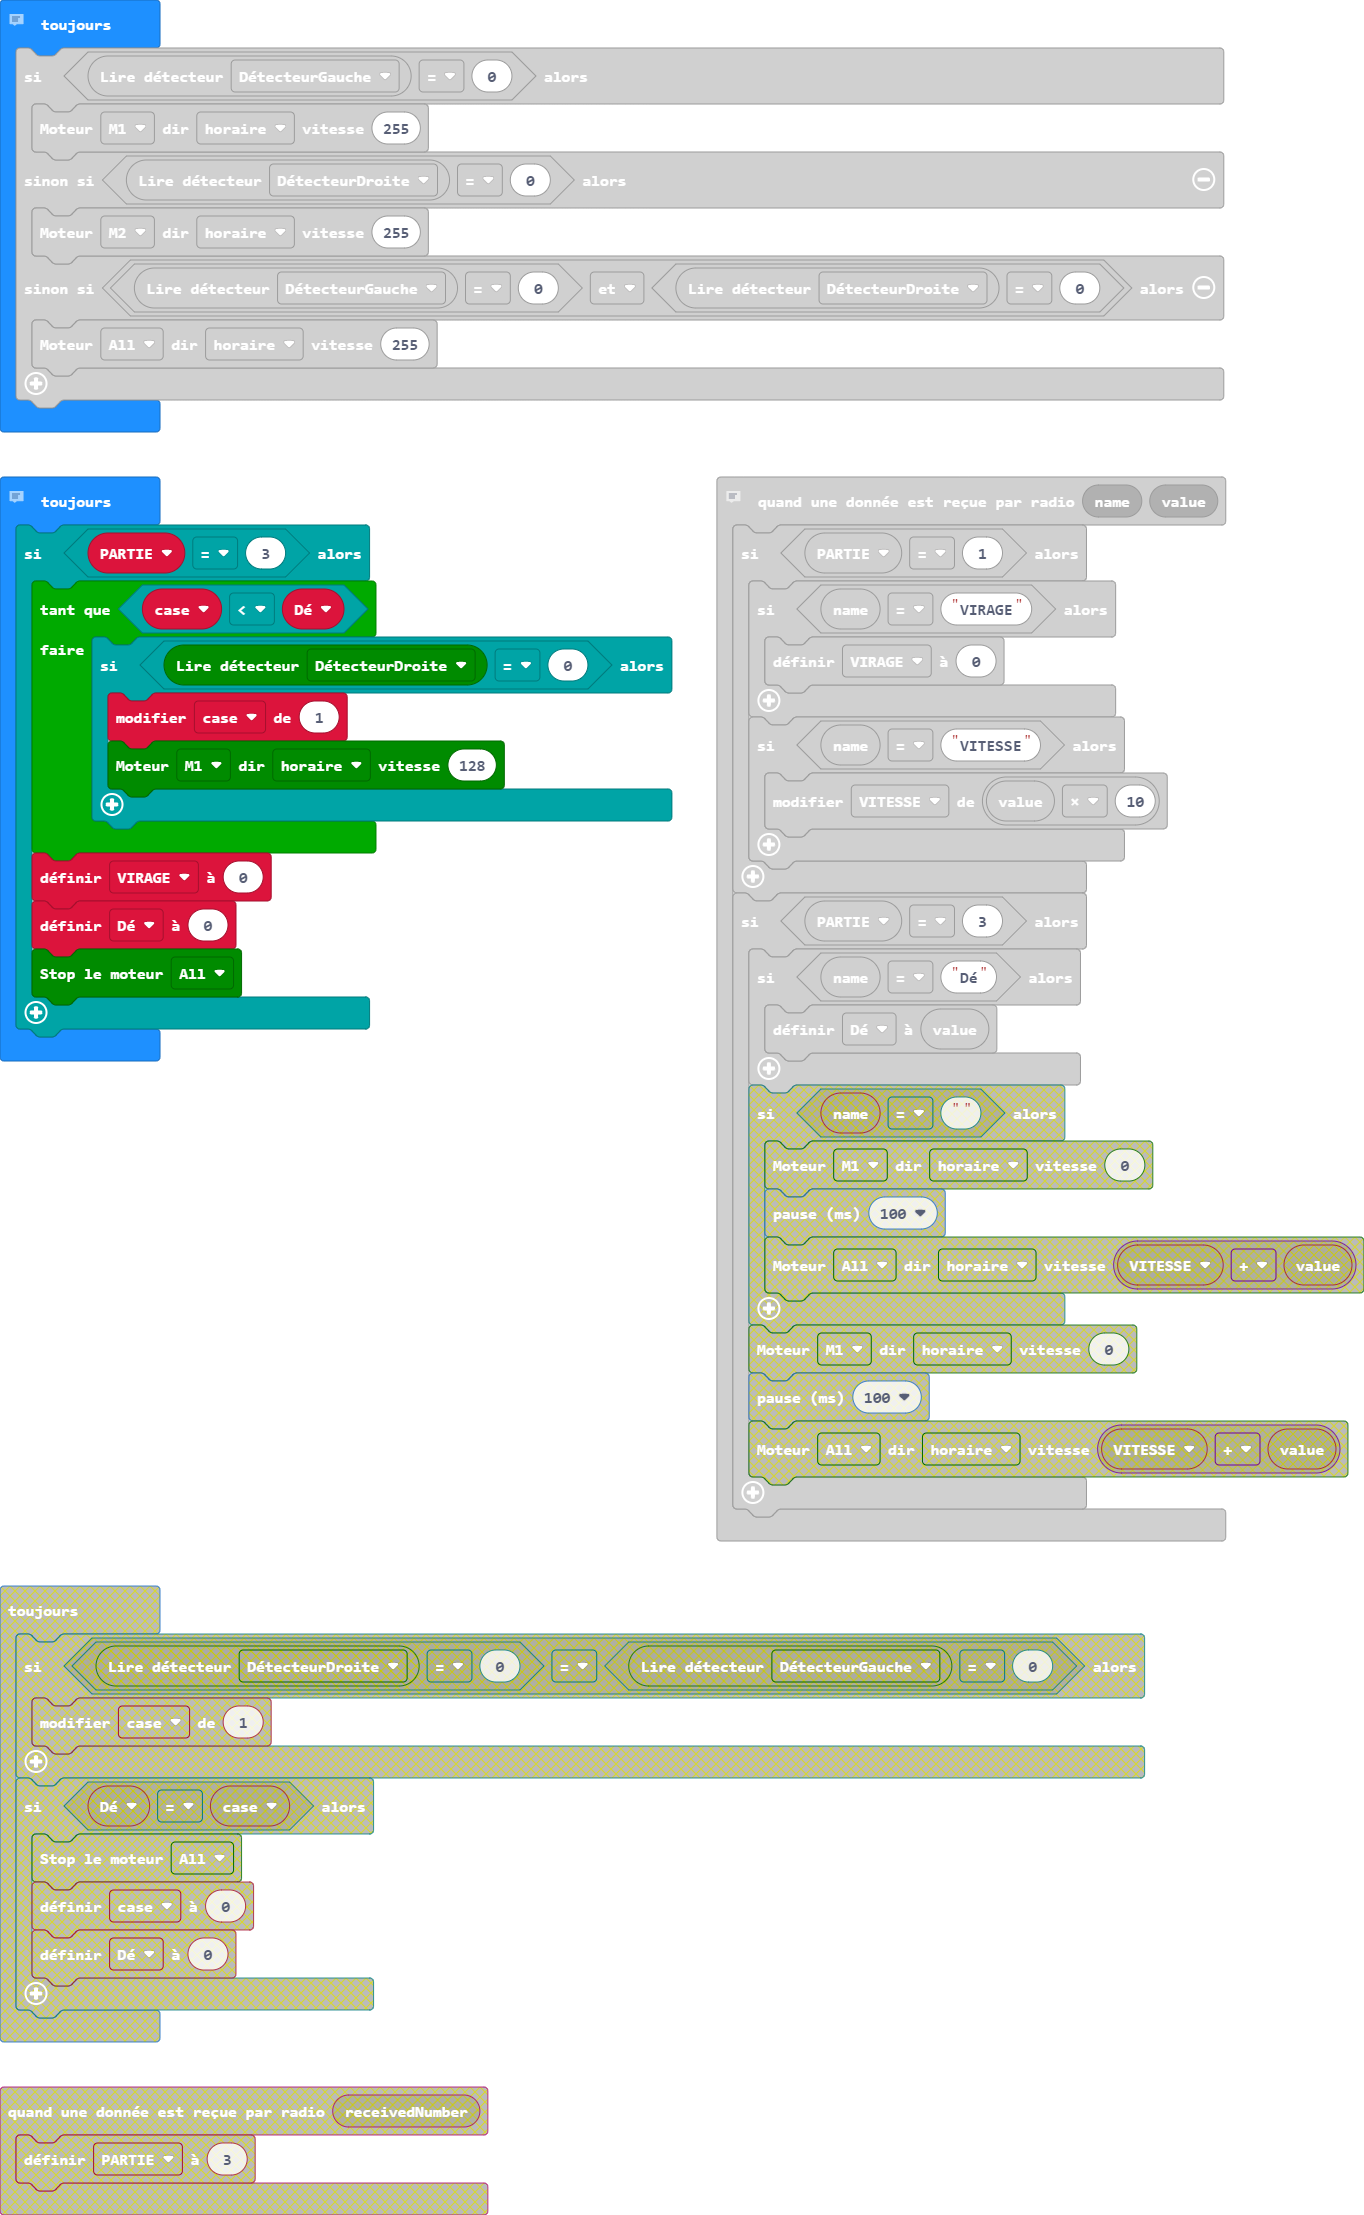 toujours
si Lire détecteur DétecteurGauche = 0 alors
Moteur M1 dir horaire vitesse 255
sinon si Lire détecteur DétecteurDroite = 0 alors
Moteur M2 dir horaire vitesse 255
sinon si Lire détecteur DétecteurGauche = 0 et Lire détecteur DétecteurDroite = 0 alors
Moteur All dir horaire vitesse 255
toujours
si PARTIE = 3 alors
tant que case < Dé
faire si Lire détecteur DétecteurDroite = 0 alors
modifier case de 1
Moteur M1 dir horaire vitesse 128
définir VIRAGE à 0
définir Dé à 0
Stop le moteur All
quand une donnée est reçue par radio name value
si PARTIE = 1 alors
si name = "VIRAGE" alors
définir VIRAGE à 0
si name = "VITESSE" alors
modifier VITESSE de value × 10
si PARTIE = 3 alors
si name = "Dé" alors
définir Dé à value
si name = "" alors
Moteur M1 dir horaire vitesse 0
pause (ms) 100
Moteur All dir horaire vitesse VITESSE + value
Moteur M1 dir horaire vitesse 0
pause (ms) 100
Moteur All dir horaire vitesse VITESSE + value
toujours
si Lire détecteur DétecteurDroite = 0 = Lire détecteur DétecteurGauche = 0 alors
modifier case de 1
si Dé = case alors
Stop le moteur All
définir case à 0
définir Dé à 0
quand une donnée est reçue par radio receivedNumber
définir PARTIE à 3